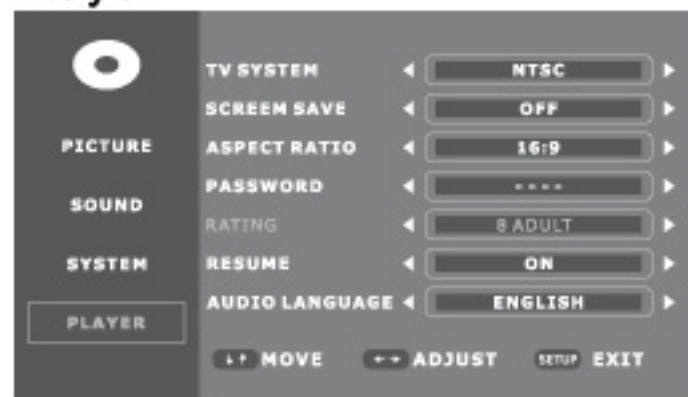 TV SYSTEM NTSC
SCREEM SAVE OFF
PICTURE ASPECT RATIO 16:9
PASSWORD - - - -
SOUND
RATING 8 ADULT
SYSTEM RESUME ON
AUDIO LANGUAGE ENGLISH
PLAYER
MOVE ADJUST SETUP EXIT